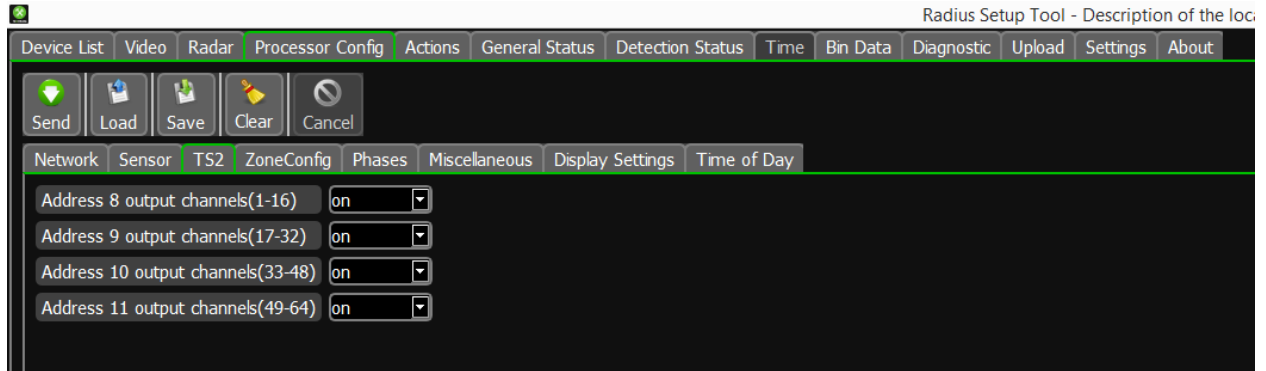 Radius Setup Tool - Description of the loca
Device List Video Radar Processor Config Actions General Status Detection Status Time Bin Data Diagnostic Upload Settings About
Send Load Save Clear Cancel
Network Sensor TS2 ZoneConfig Phases Miscellaneous Display Settings Time of Day
Address 8 output channels(1-16) on
Address 9 output channels(17-32) on
Address 10 output channels(33-48) on
Address 11 output channels(49-64) on